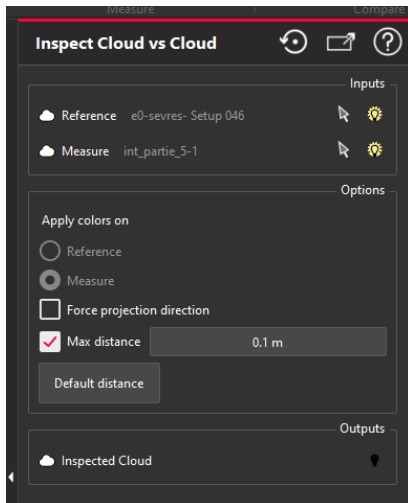 Measure Compare
Inspect Cloud vs Cloud
Inputs
Reference e0-sevres- Setup 046
Measure int_partie_5-1
Options
Apply colors on
Reference
Measure
Force projection direction
Max distance 0.1 m
Default distance
Outputs
Inspected Cloud